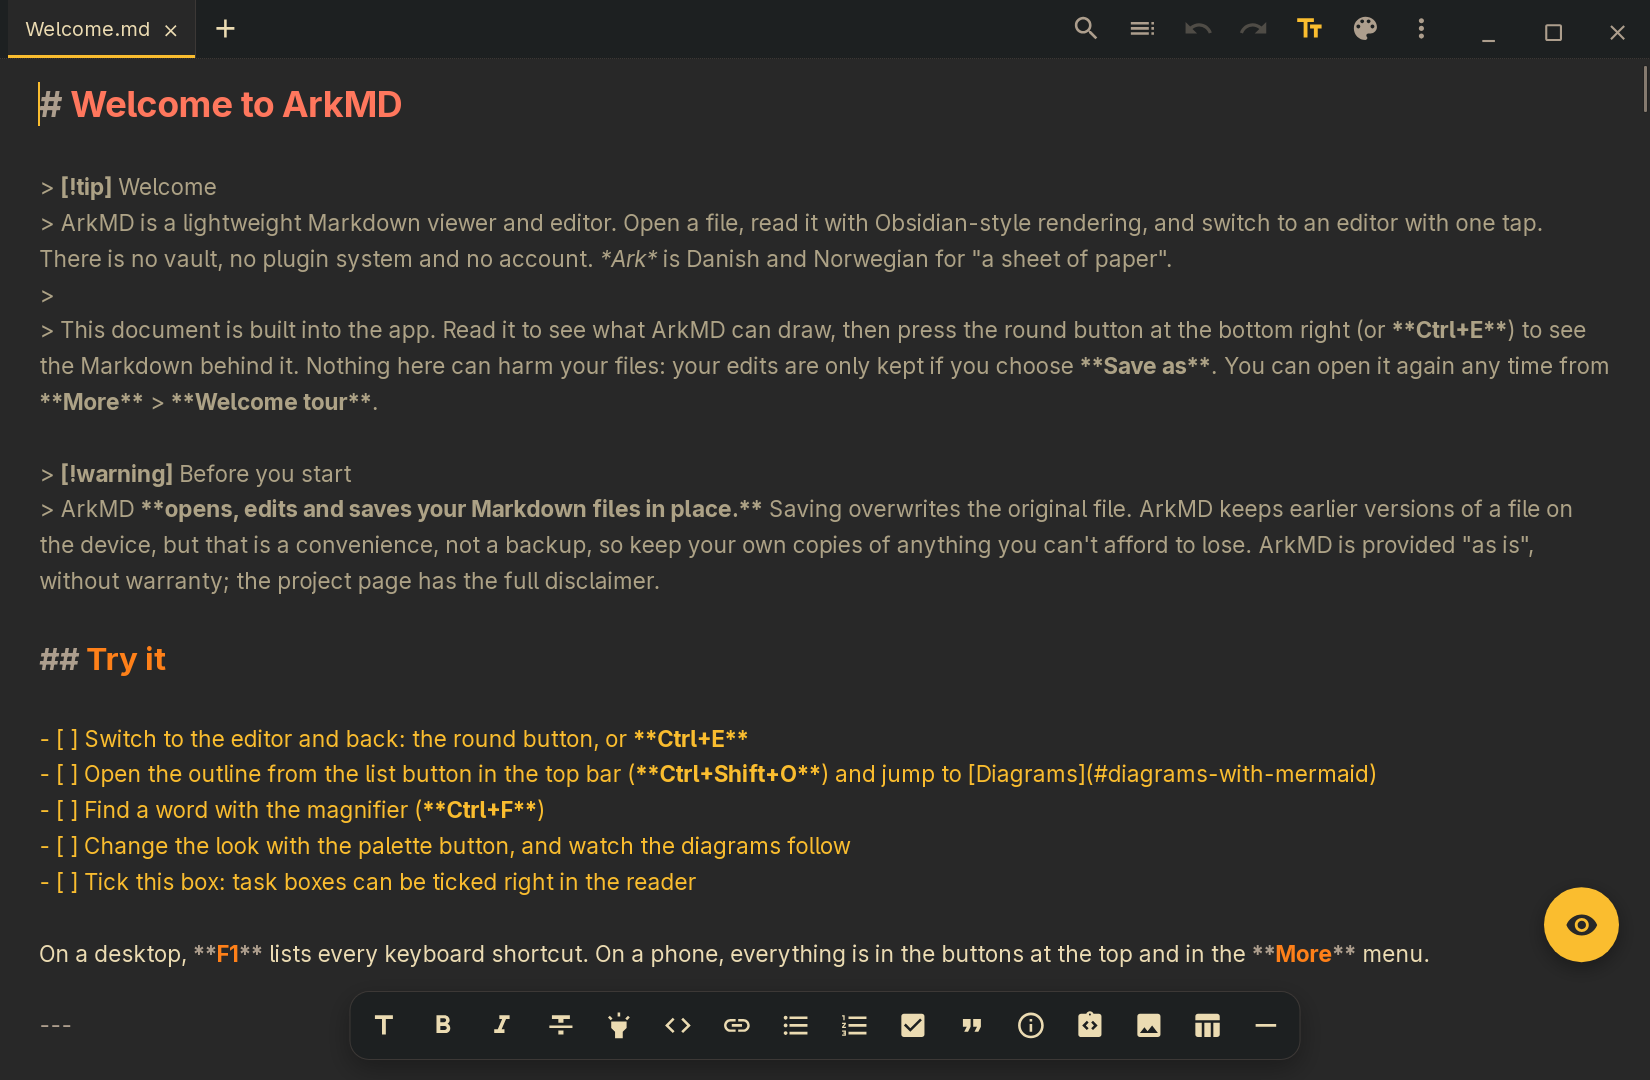 Welcome.md
# Welcome to ArkMD
> [!tip] Welcome
> ArkMD is a lightweight Markdown viewer and editor. Open a file, read it with Obsidian-style rendering, and switch to an editor with one tap.
There is no vault, no plugin system and no account. *Ark* is Danish and Norwegian for "a sheet of paper".
>
> This document is built into the app. Read it to see what ArkMD can draw, then press the round button at the bottom right (or **Ctrl+E**) to see
the Markdown behind it. Nothing here can harm your files: your edits are only kept if you choose **Save as**. You can open it again any time from
**More** > **Welcome tour**.
> [!warning] Before you start
> ArkMD **opens, edits and saves your Markdown files in place.** Saving overwrites the original file. ArkMD keeps earlier versions of a file on
the device, but that is a convenience, not a backup, so keep your own copies of anything you can't afford to lose. ArkMD is provided "as is",
without warranty; the project page has the full disclaimer.
## Try it
- [ ] Switch to the editor and back: the round button, or **Ctrl+E**
- [ ] Open the outline from the list button in the top bar (**Ctrl+Shift+O**) and jump to [Diagrams](#diagrams-with-mermaid)
- [ ] Find a word with the magnifier (**Ctrl+F**)
- [ ] Change the look with the palette button, and watch the diagrams follow
- [ ] Tick this box: task boxes can be ticked right in the reader
On a desktop, **F1** lists every keyboard shortcut. On a phone, everything is in the buttons at the top and in the **More** menu.
---